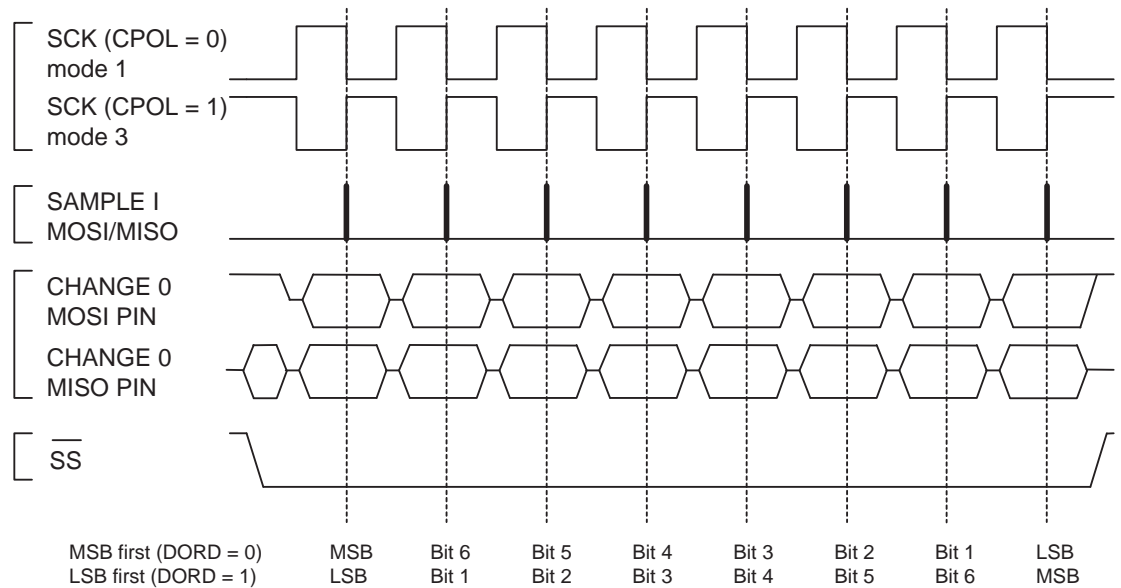 SCK (CPOL = 0)
mode 1
SCK (CPOL = 1)
mode 3
SAMPLE I
MOSI/MISO
CHANGE 0
MOSI PIN
CHANGE 0
MISO PIN
SS
MSB first (DORD = 0) MSB Bit 6 Bit 5 Bit 4 Bit 3 Bit 2 Bit 1 LSB
LSB first (DORD = 1) LSB Bit 1 Bit 2 Bit 3 Bit 4 Bit 5 Bit 6 MSB